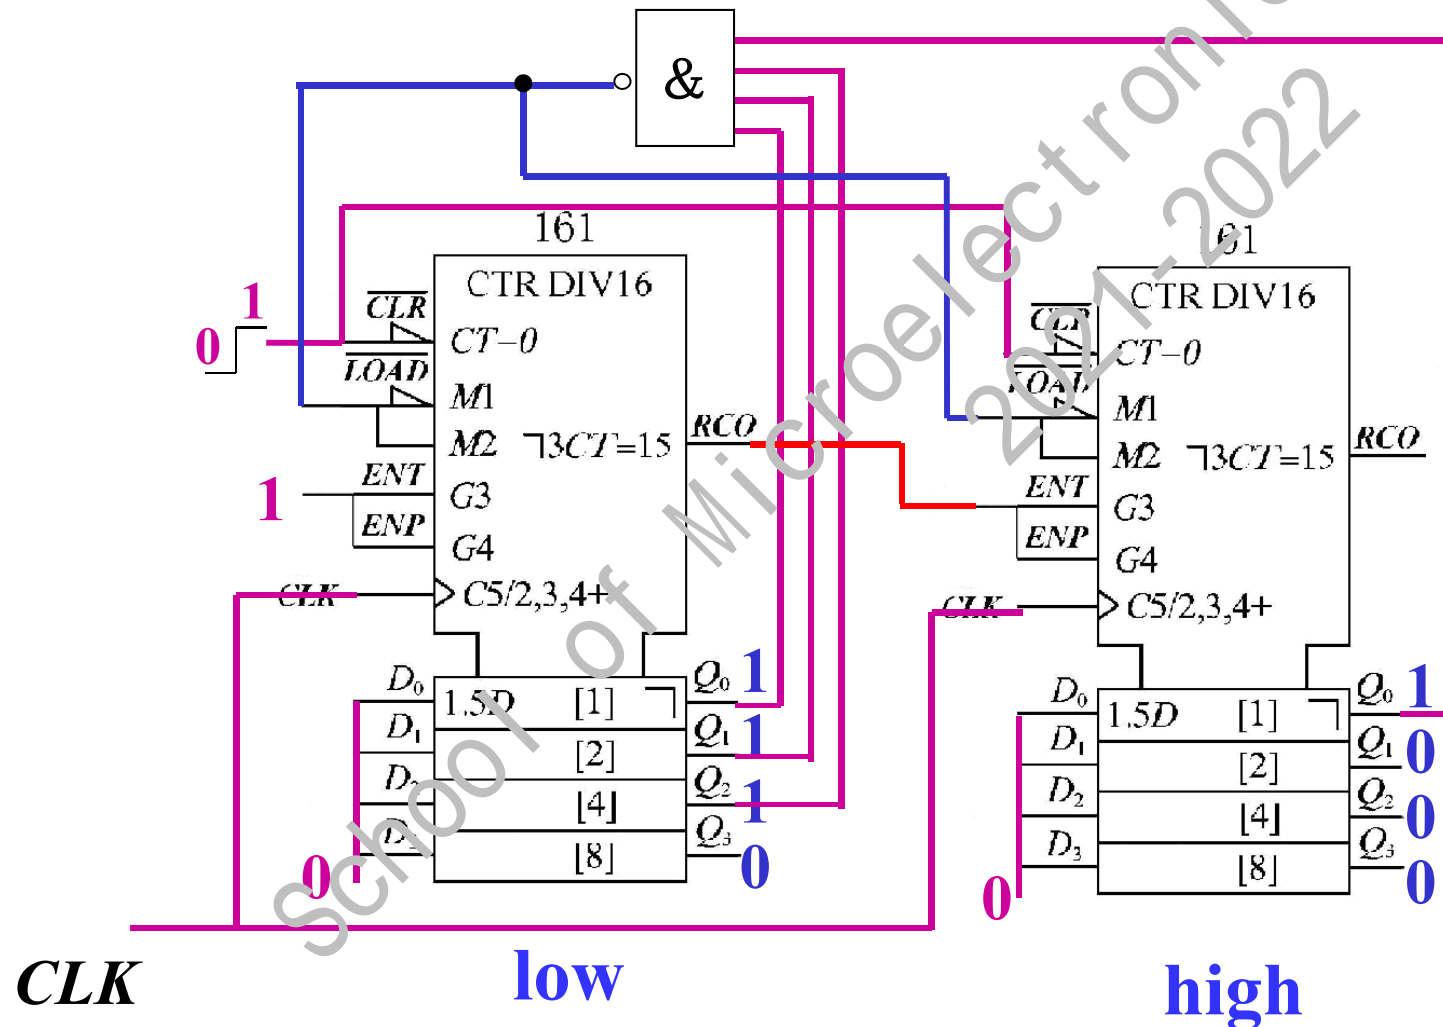 &
161
161
CTR DIV16
CTR DIV16
1
0
CLR
CT-0
CLR
CT-0
LOAD
M1
LOAD
M1
M2
M2
RCO
RCO
⌝3CT=15
⌝3CT=15
1
ENT
G3
ENT
G3
ENP
G4
ENP
G4
CLK
C5/2,3,4+
CLK
C5/2,3,4+
D0
1.5D
[1]
Q0
1
D0
1.5D
[1]
Q0
1
D1
[2]
Q1
1
D1
[2]
Q1
0
D2
[4]
Q2
1
D2
[4]
Q2
0
D3
[8]
Q3
0
D3
[8]
Q3
0
0
0
CLK
low
high
School of Microelectronic
2021-2022